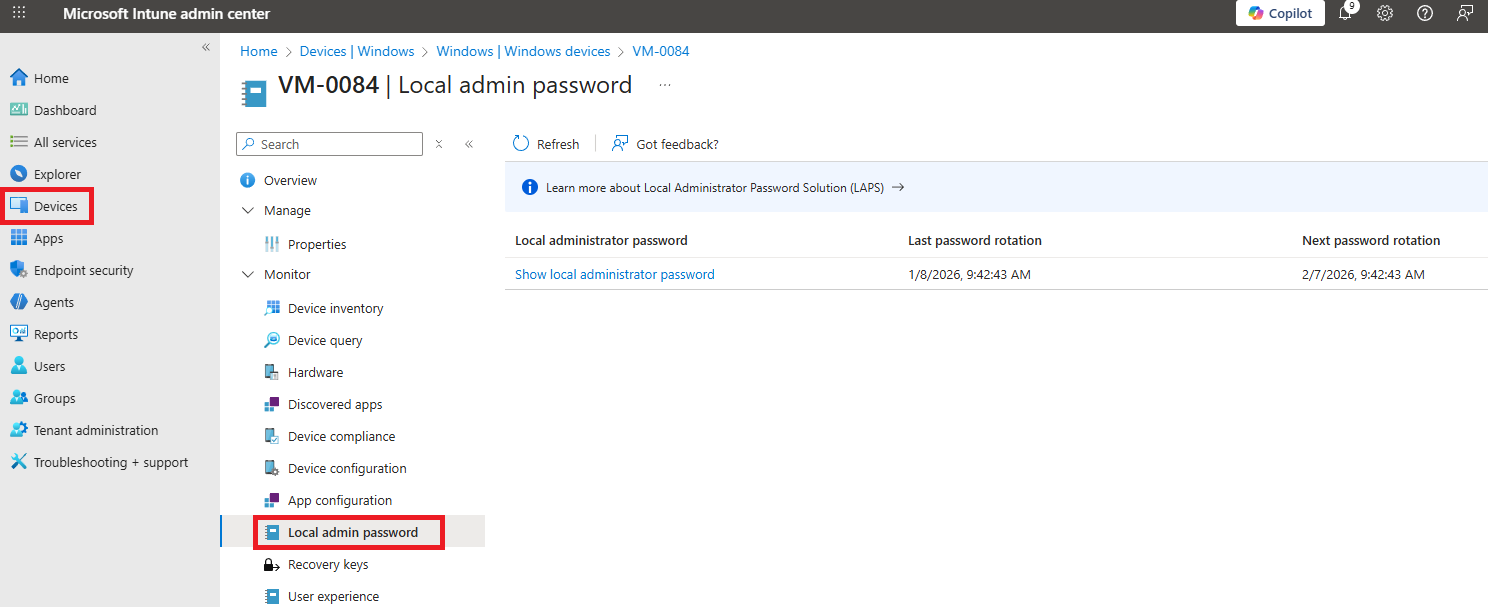 Microsoft Intune admin center
Copilot
9
Home
Dashboard
All services
Explorer
Devices
Apps
Endpoint security
Agents
Reports
Users
Groups
Tenant administration
Troubleshooting + support
Home > Devices | Windows > Windows | Windows devices > VM-0084
VM-0084 | Local admin password ...
Search
Overview
Manage
Properties
Monitor
Device inventory
Device query
Hardware
Discovered apps
Device compliance
Device configuration
App configuration
Local admin password
Recovery keys
User experience
Refresh
Got feedback?
Learn more about Local Administrator Password Solution (LAPS) →
Local administrator password Last password rotation Next password rotation
Show local administrator password 1/8/2026, 9:42:43 AM 2/7/2026, 9:42:43 AM